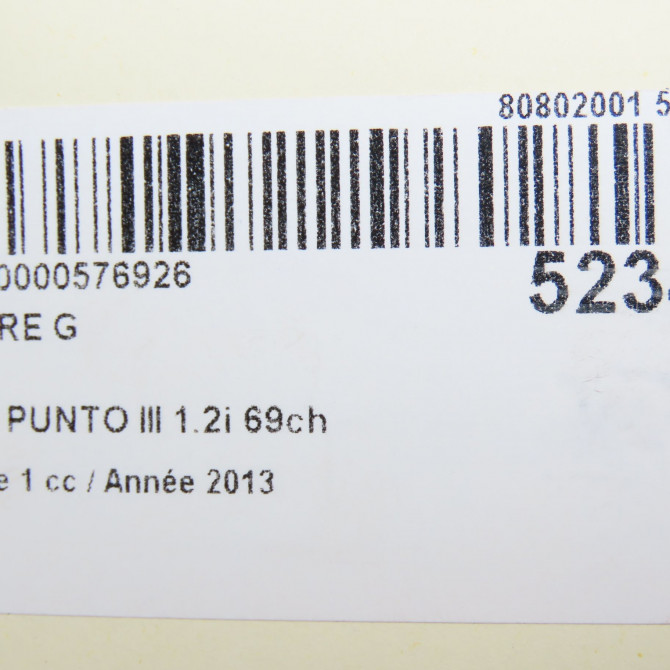 80802001 5
0000576926
523
RE G
PUNTO III 1.2i 69ch
e 1 cc / Année 2013